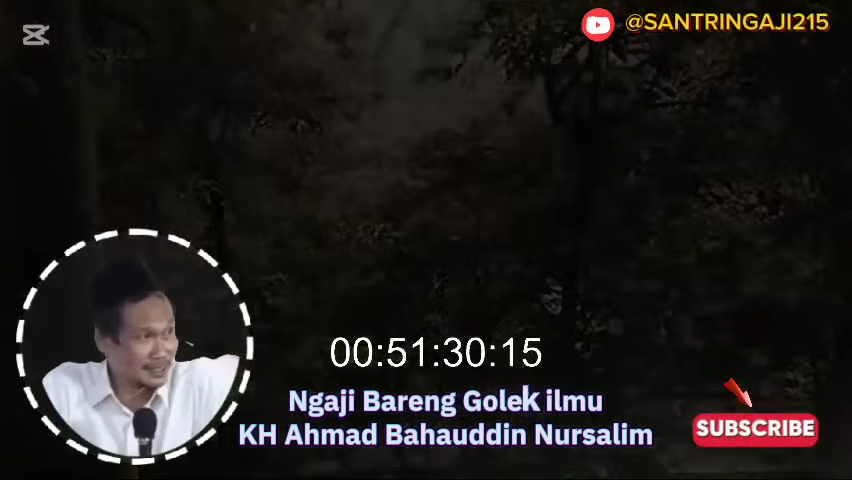 @SANTRINGAJI215
00:51:30:15
Ngaji Bareng Golek ilmu
KH Ahmad Bahauddin Nursalim
SUBSCRIBE